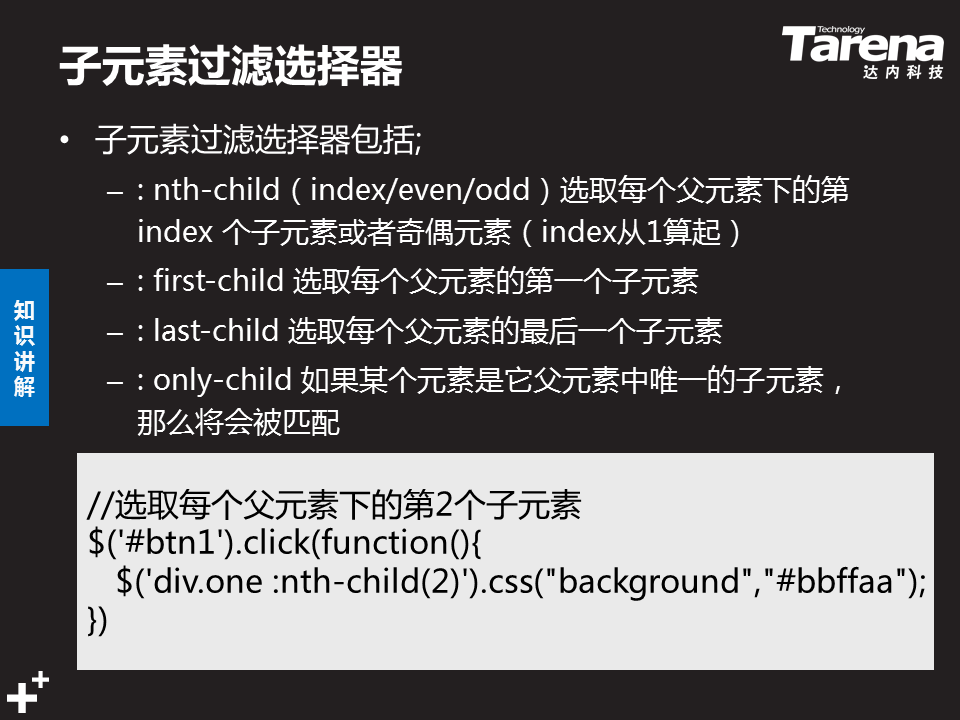 子元素过滤选择器
Technology
Tarena
达内科技
• 子元素过滤选择器包括;
– : nth-child（index/even/odd）选取每个父元素下的第
index 个子元素或者奇偶元素（index从1算起）
– : first-child 选取每个父元素的第一个子元素
– : last-child 选取每个父元素的最后一个子元素
– : only-child 如果某个元素是它父元素中唯一的子元素，
那么将会被匹配
知
识
讲
解
//选取每个父元素下的第2个子元素
$('#btn1').click(function(){
$('div.one :nth-child(2)').css("background","#bbffaa");
})